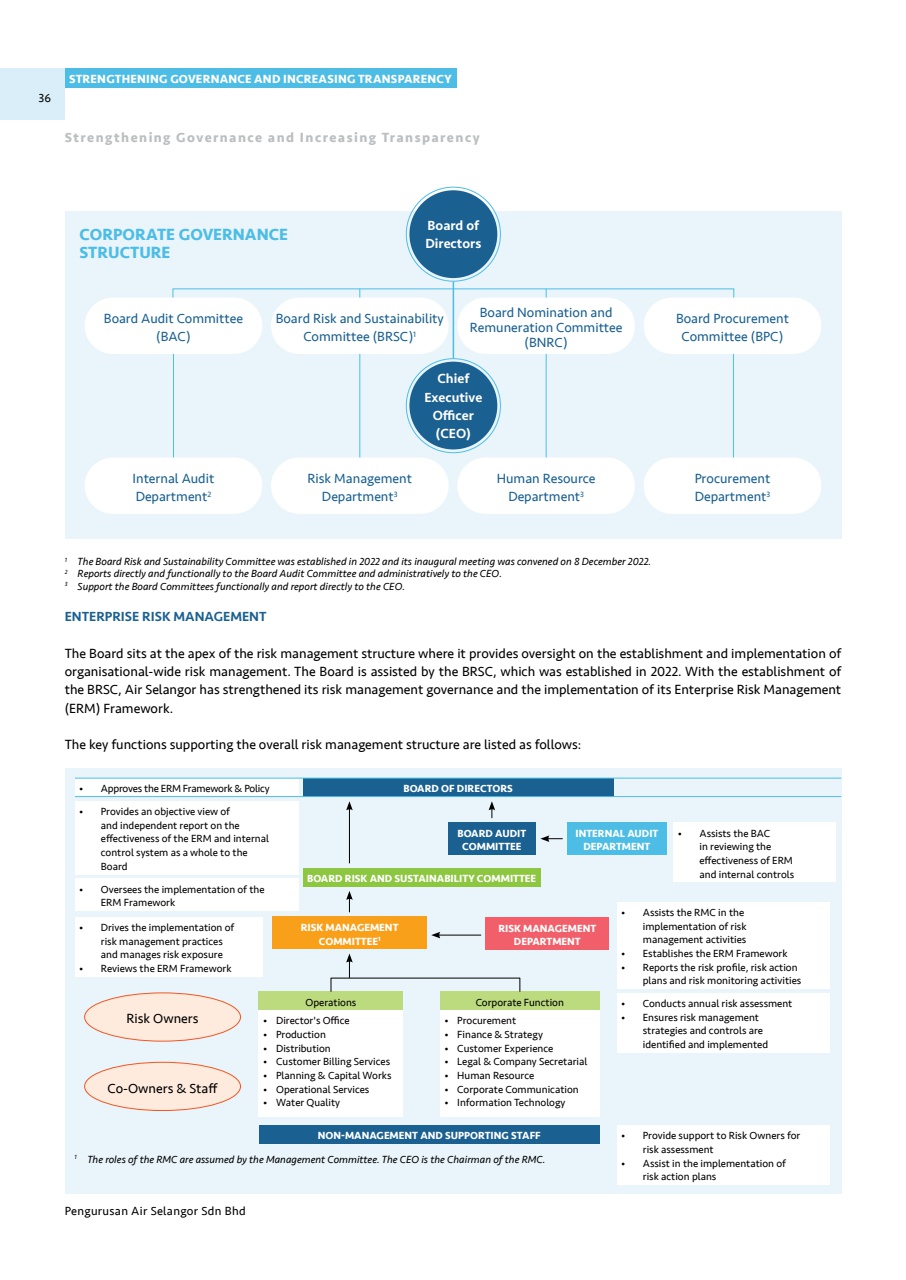 STRENGTHENING GOVERNANCE AND INCREASING TRANSPARENCY
36
Strengthening Governance and Increasing Transparency
CORPORATE GOVERNANCE
STRUCTURE
Board of
Directors
Board Audit Committee
(BAC)
Board Risk and Sustainability
Committee (BRSC)¹
Board Nomination and
Remuneration Committee
(BNRC)
Board Procurement
Committee (BPC)
Chief
Executive
Officer
(CEO)
Internal Audit
Department²
Risk Management
Department³
Human Resource
Department³
Procurement
Department³
¹ The Board Risk and Sustainability Committee was established in 2022 and its inaugural meeting was convened on 8 December 2022.
² Reports directly and functionally to the Board Audit Committee and administratively to the CEO.
³ Support the Board Committees functionally and report directly to the CEO.
ENTERPRISE RISK MANAGEMENT
The Board sits at the apex of the risk management structure where it provides oversight on the establishment and implementation of
organisational-wide risk management. The Board is assisted by the BRSC, which was established in 2022. With the establishment of
the BRSC, Air Selangor has strengthened its risk management governance and the implementation of its Enterprise Risk Management
(ERM) Framework.
The key functions supporting the overall risk management structure are listed as follows:
• Approves the ERM Framework & Policy
BOARD OF DIRECTORS
• Provides an objective view of
and independent report on the
effectiveness of the ERM and internal
control system as a whole to the
Board
BOARD AUDIT
COMMITTEE
INTERNAL AUDIT
DEPARTMENT
• Assists the BAC
in reviewing the
effectiveness of ERM
and internal controls
BOARD RISK AND SUSTAINABILITY COMMITTEE
• Oversees the implementation of the
ERM Framework
• Drives the implementation of
risk management practices
and manages risk exposure
• Reviews the ERM Framework
RISK MANAGEMENT
COMMITTEE¹
RISK MANAGEMENT
DEPARTMENT
• Assists the RMC in the
implementation of risk
management activities
• Establishes the ERM Framework
• Reports the risk profile, risk action
plans and risk monitoring activities
Risk Owners
Co-Owners & Staff
Operations
• Director's Office
• Production
• Distribution
• Customer Billing Services
• Planning & Capital Works
• Operational Services
• Water Quality
Corporate Function
• Procurement
• Finance & Strategy
• Customer Experience
• Legal & Company Secretarial
• Human Resource
• Corporate Communication
• Information Technology
• Conducts annual risk assessment
• Ensures risk management
strategies and controls are
identified and implemented
NON-MANAGEMENT AND SUPPORTING STAFF
• Provide support to Risk Owners for
risk assessment
• Assist in the implementation of
risk action plans
¹ The roles of the RMC are assumed by the Management Committee. The CEO is the Chairman of the RMC.
Pengurusan Air Selangor Sdn Bhd